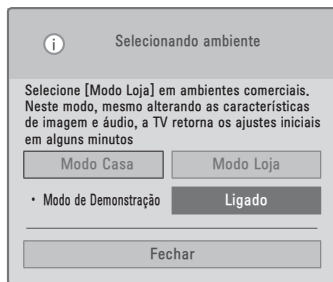 Selecionando ambiente
Selecione [Modo Loja] em ambientes comerciais.
Neste modo, mesmo alterando as características
de imagem e áudio, a TV retorna os ajustes iniciais
em alguns minutos
Modo Casa Modo Loja
• Modo de Demonstração Ligado
Fechar